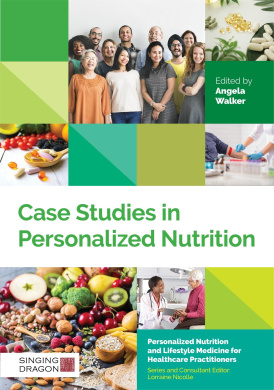 Edited by
Angela
Walker
Case Studies in
Personalized Nutrition
Personalized Nutrition
and Lifestyle Medicine for
Healthcare Practitioners
Series and Consultant Editor:
Lorraine Nicolle
SINGING
DRAGON